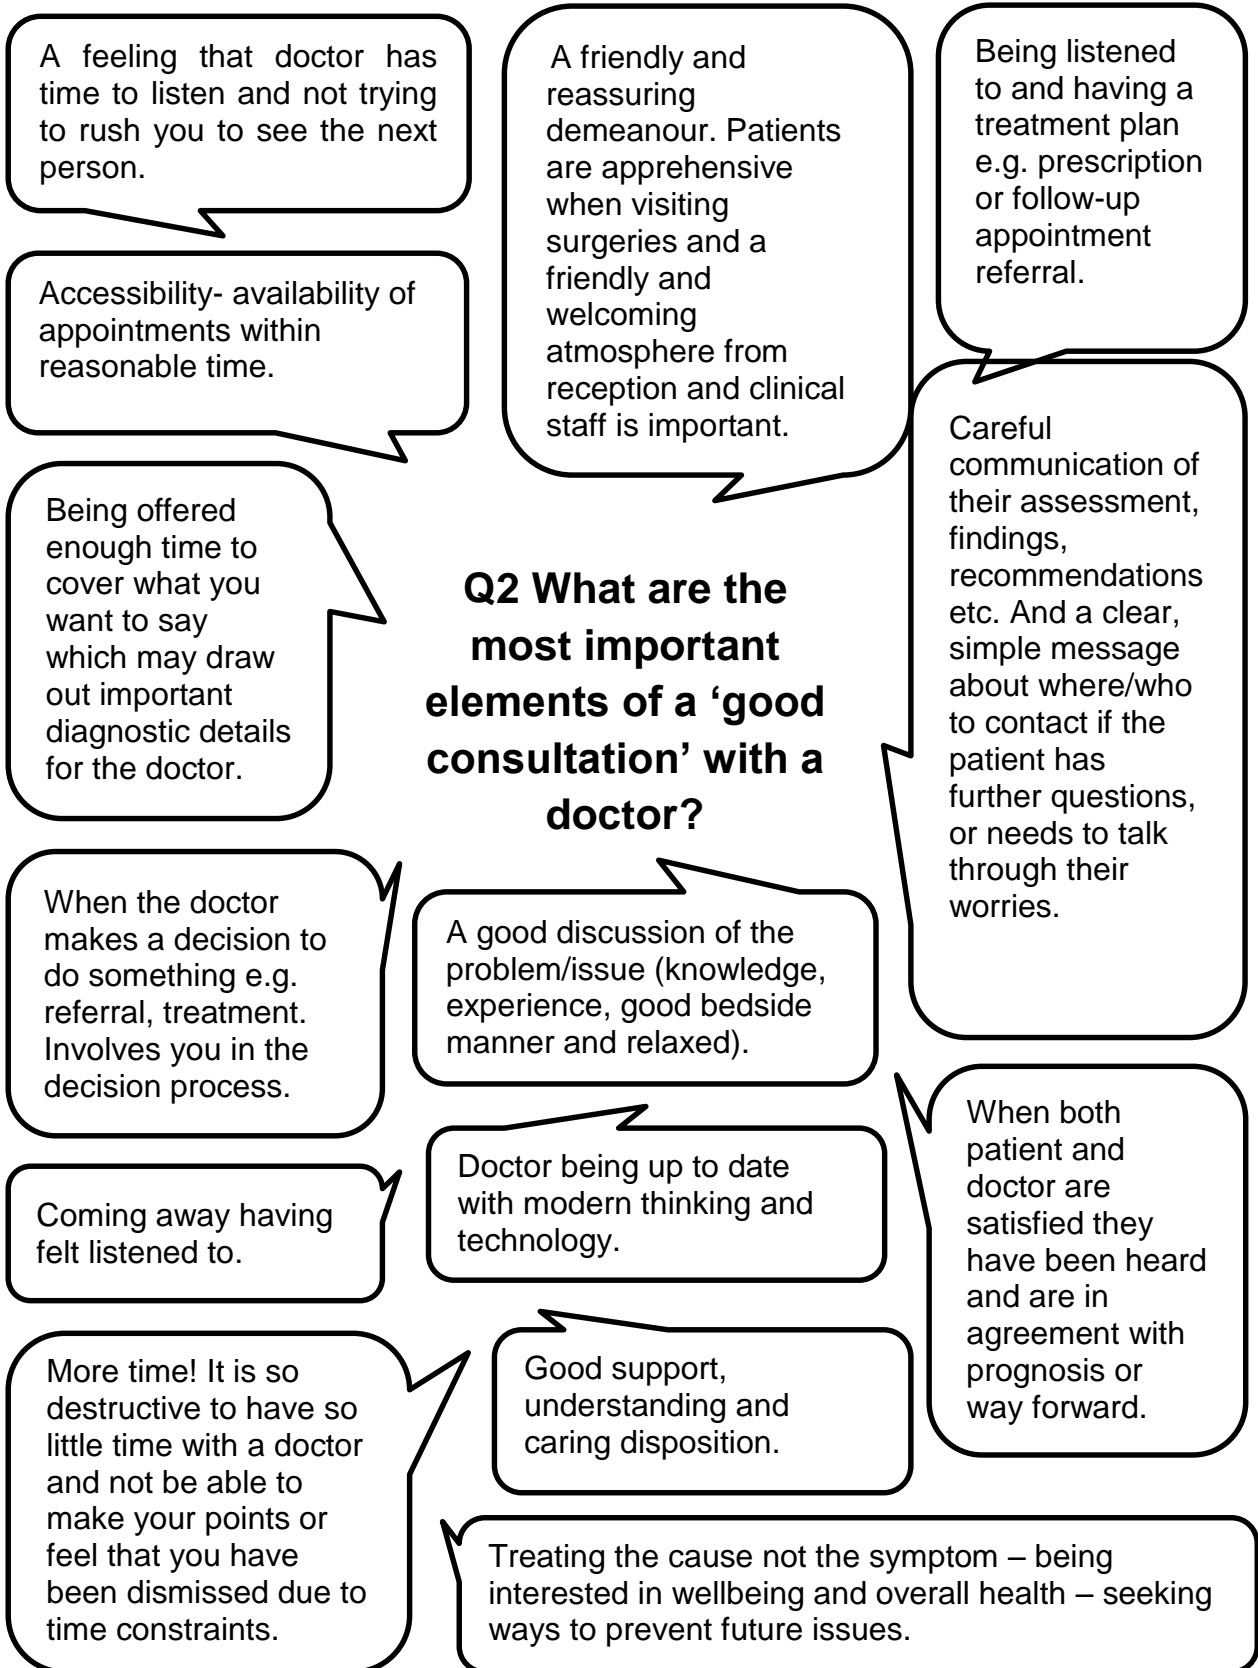 A feeling that doctor has
time to listen and not trying
to rush you to see the next
person.
A friendly and
reassuring
demeanour. Patients
are apprehensive
when visiting
surgeries and a
friendly and
welcoming
atmosphere from
reception and clinical
staff is important.
Being listened
to and having a
treatment plan
e.g. prescription
or follow-up
appointment
referral.
Accessibility- availability of
appointments within
reasonable time.
Careful
communication of
their assessment,
findings,
recommendations
etc. And a clear,
simple message
about where/who
to contact if the
patient has
further questions,
or needs to talk
through their
worries.
Being offered
enough time to
cover what you
want to say
which may draw
out important
diagnostic details
for the doctor.
Q2 What are the
most important
elements of a ‘good
consultation’ with a
doctor?
When the doctor
makes a decision to
do something e.g.
referral, treatment.
Involves you in the
decision process.
A good discussion of the
problem/issue (knowledge,
experience, good bedside
manner and relaxed).
When both
patient and
doctor are
satisfied they
have been heard
and are in
agreement with
prognosis or
way forward.
Doctor being up to date
with modern thinking and
technology.
Coming away having
felt listened to.
Good support,
understanding and
caring disposition.
More time! It is so
destructive to have so
little time with a doctor
and not be able to
make your points or
feel that you have
been dismissed due to
time constraints.
Treating the cause not the symptom – being
interested in wellbeing and overall health – seeking
ways to prevent future issues.